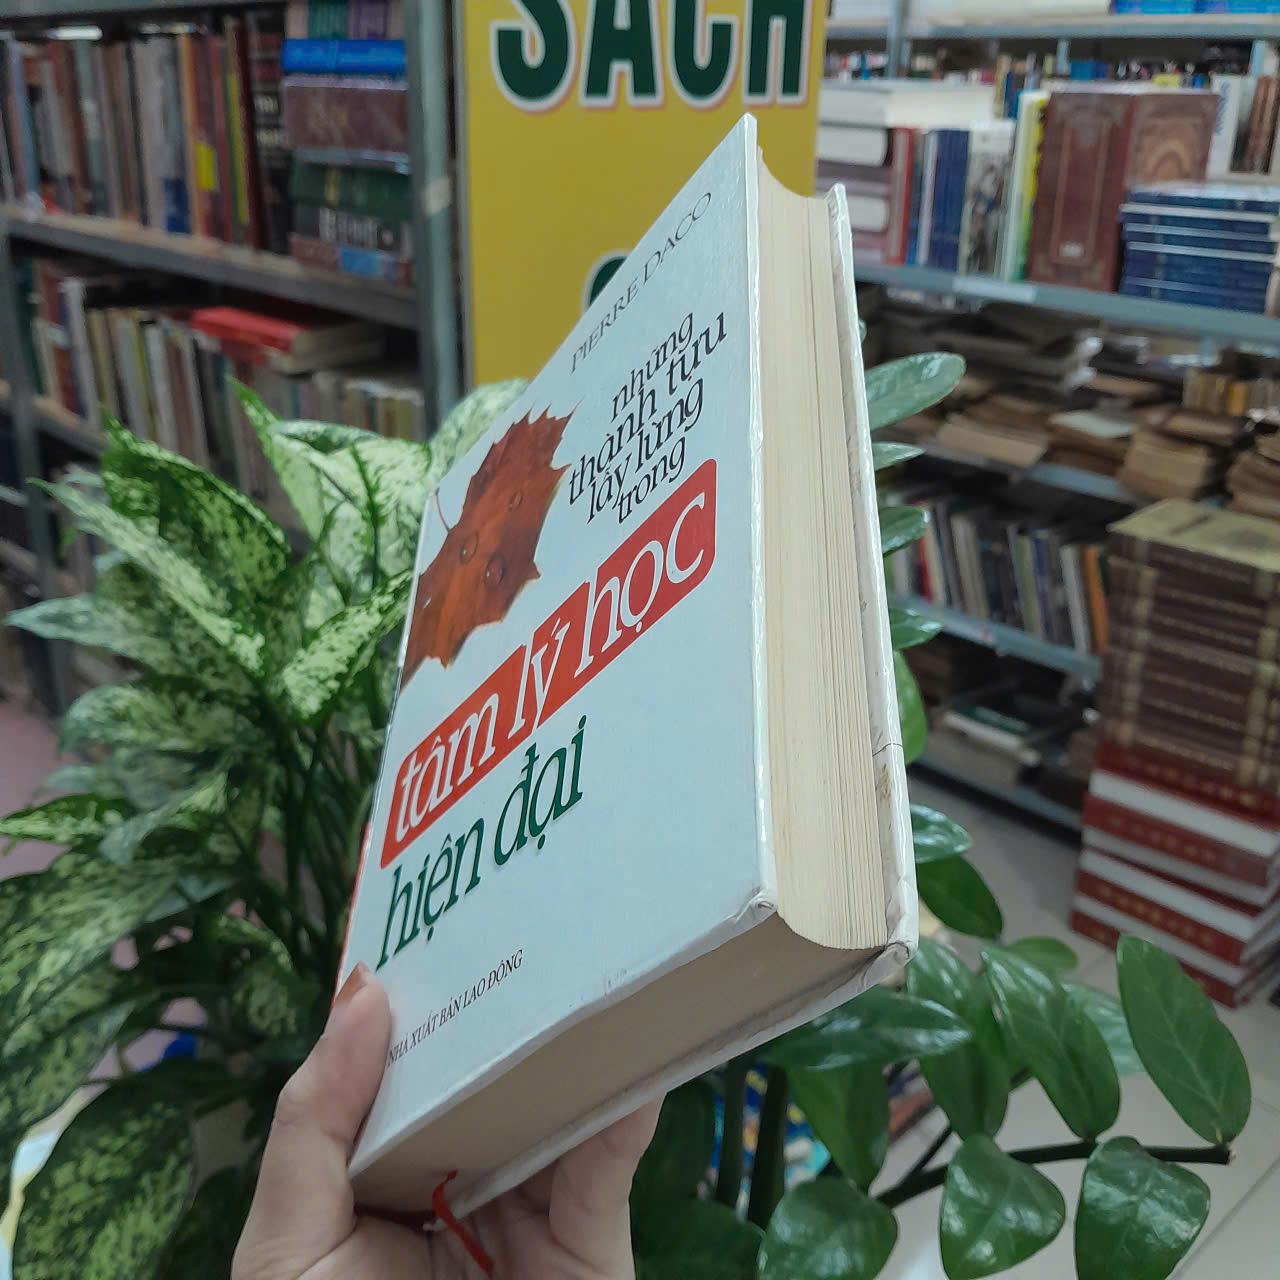 SÁCH
PIERRE DACO
những
thành tựu
lẫy lừng
trong
tâm lý học
hiện đại
NHÀ XUẤT BẢN LAO ĐỘNG